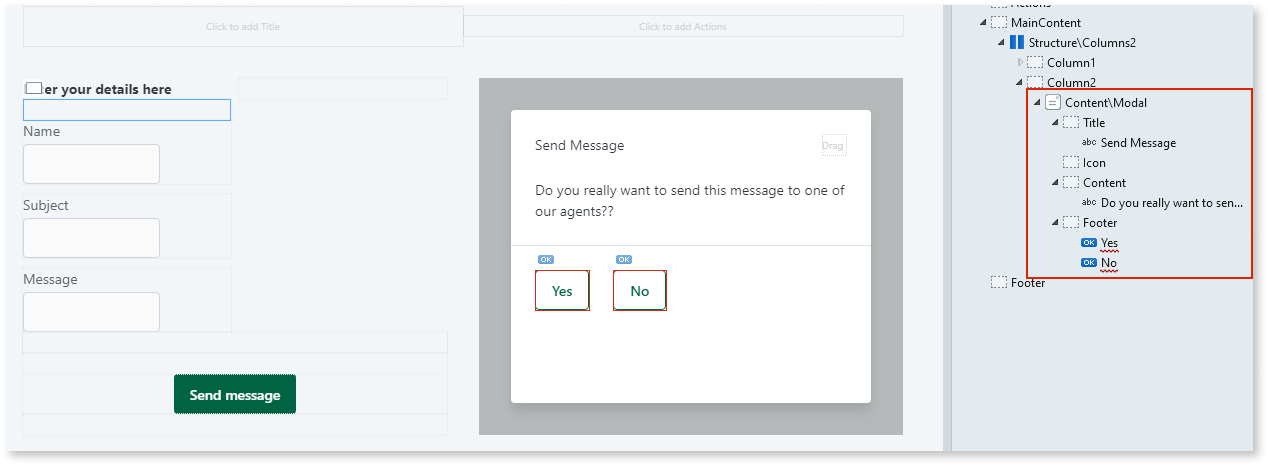 Click to add Title
Click to add Actions
er your details here
Name
Subject
Message
Send message
Send Message
Drag
Do you really want to send this message to one of
our agents??
OK
OK
Yes
No
MainContent
Structure\Columns2
Column1
Column2
Content\Modal
Title
abc Send Message
Icon
Content
abc Do you really want to sen...
Footer
OK Yes
OK No
Footer